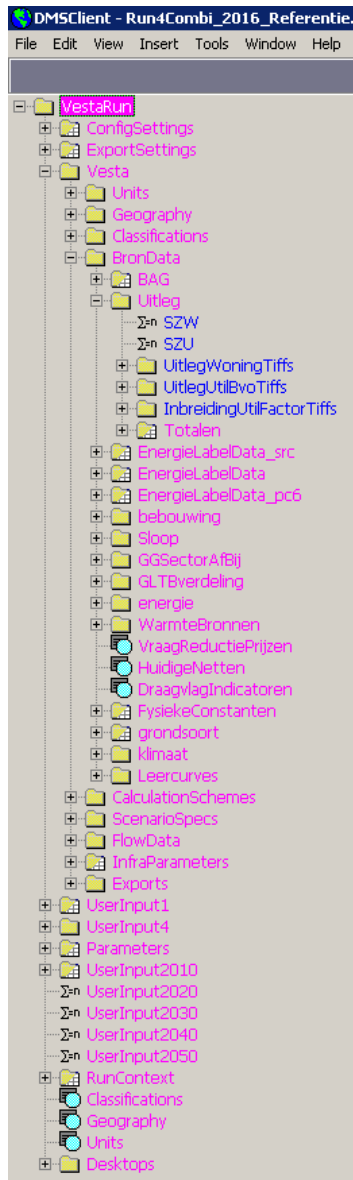 DMSClient - Run4Combi_2016_Referentie.
File Edit View Insert Tools Window Help
VestaRun
ConfigSettings
ExportSettings
Vesta
Units
Geography
Classifications
BronData
BAG
Uitleg
Σ=n SZW
Σ=n SZU
UitlegWoningTiffs
UitlegUtilBvoTiffs
InbreidingUtilFactorTiffs
Totalen
EnergieLabelData_src
EnergieLabelData
EnergieLabelData_pc6
bebouwing
Sloop
GGSectorAfBij
GLTBverdeling
energie
WarmteBronnen
VraagReductiePrijzen
HuidigeNetten
DraagvlagIndicatoren
FysiekeConstanten
grondsoort
klimaat
Leercurves
CalculationSchemes
ScenarioSpecs
FlowData
InfraParameters
Exports
UserInput1
UserInput4
Parameters
UserInput2010
Σ=n UserInput2020
Σ=n UserInput2030
Σ=n UserInput2040
Σ=n UserInput2050
RunContext
Classifications
Geography
Units
Desktops